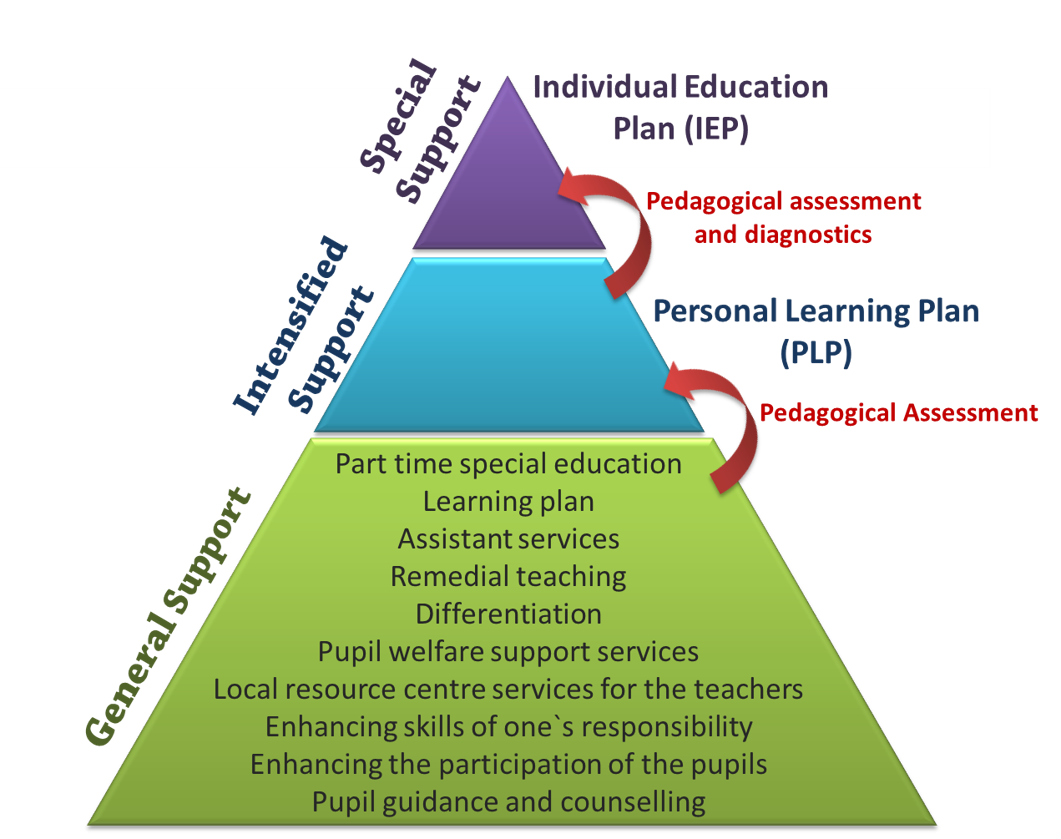 Special
Support
Individual Education
Plan (IEP)
Pedagogical assessment
and diagnostics
Intensified
Support
Personal Learning Plan
(PLP)
Pedagogical Assessment
General Support
Part time special education
Learning plan
Assistant services
Remedial teaching
Differentiation
Pupil welfare support services
Local resource centre services for the teachers
Enhancing skills of one`s responsibility
Enhancing the participation of the pupils
Pupil guidance and counselling